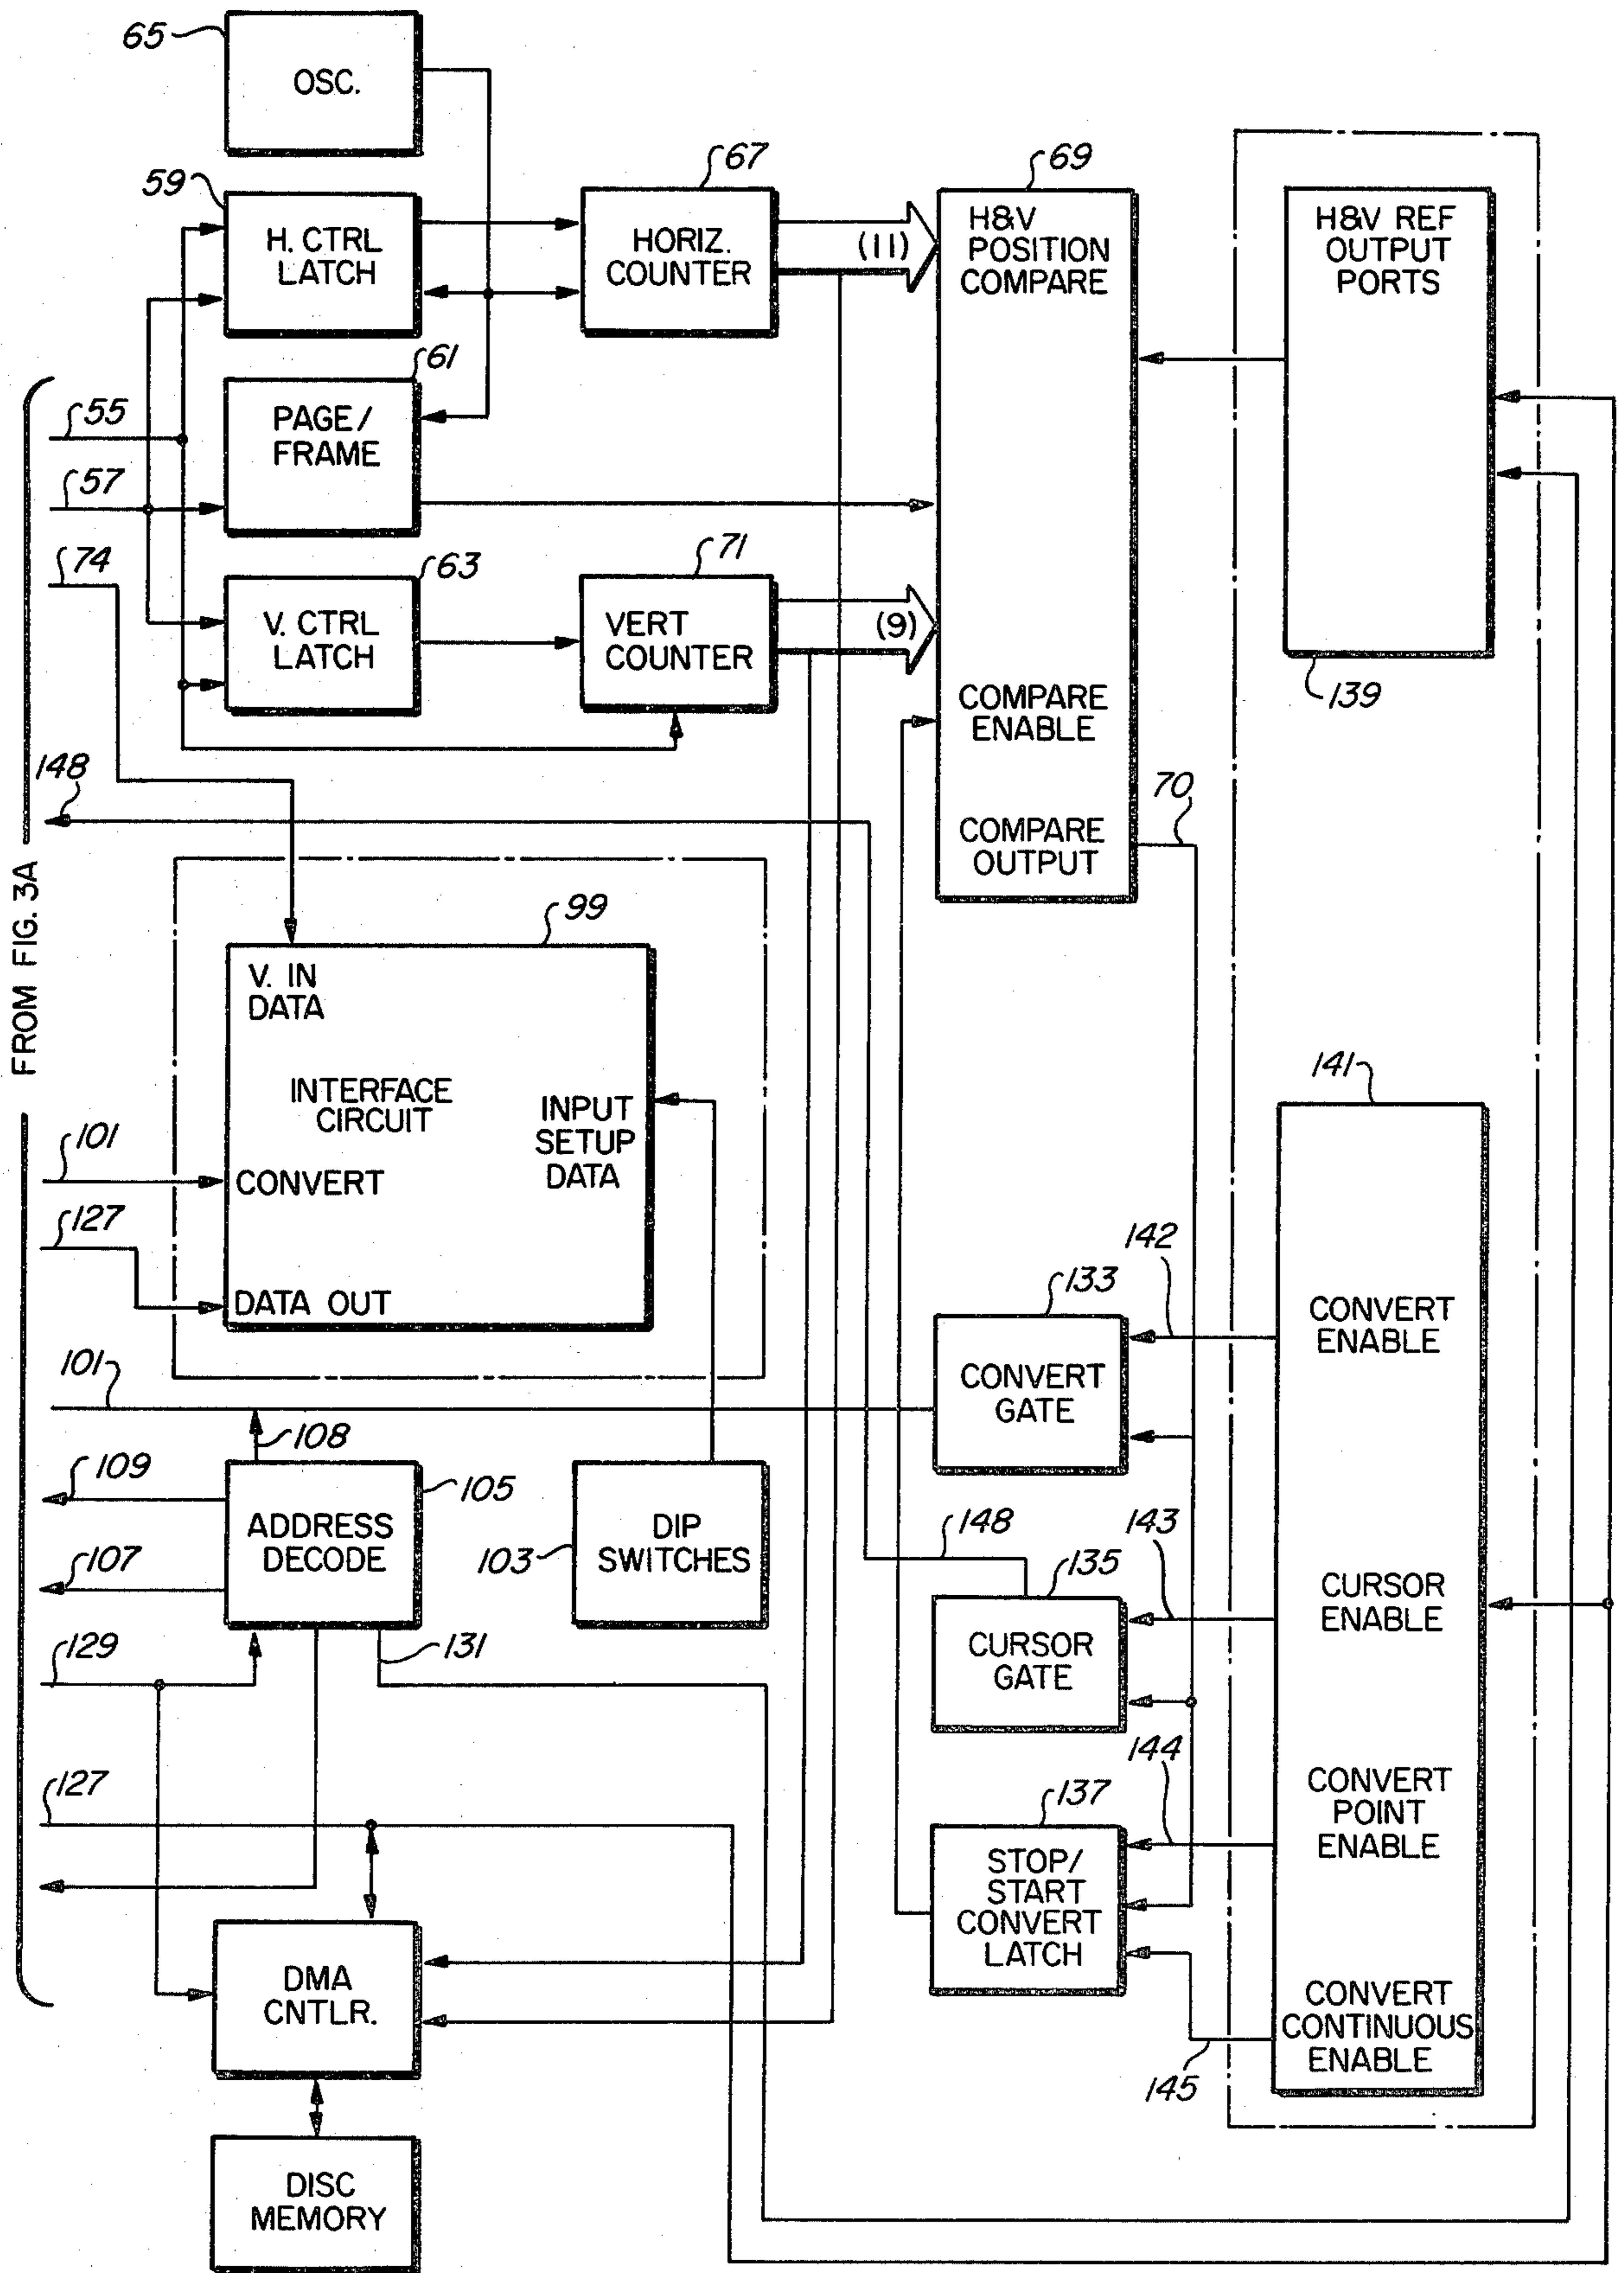 65
OSC.
59
H. CTRL
LATCH
67
HORIZ.
COUNTER
(11)
69
H&V
POSITION
COMPARE
H&V REF
OUTPUT
PORTS
139
61
PAGE/
FRAME
55
57
74
63
V. CTRL
LATCH
71
VERT
COUNTER
(9)
COMPARE
ENABLE
COMPARE
OUTPUT
70
148
FROM FIG. 3A
99
V. IN
DATA
INTERFACE
CIRCUIT
INPUT
SETUP
DATA
101
CONVERT
127
DATA OUT
101
108
109
105
ADDRESS
DECODE
107
103
DIP
SWITCHES
129
131
127
DMA
CNTLR.
DISC
MEMORY
141
142
133
CONVERT
GATE
CONVERT
ENABLE
148
143
135
CURSOR
GATE
CURSOR
ENABLE
144
137
STOP/
START
CONVERT
LATCH
CONVERT
POINT
ENABLE
145
CONVERT
CONTINUOUS
ENABLE